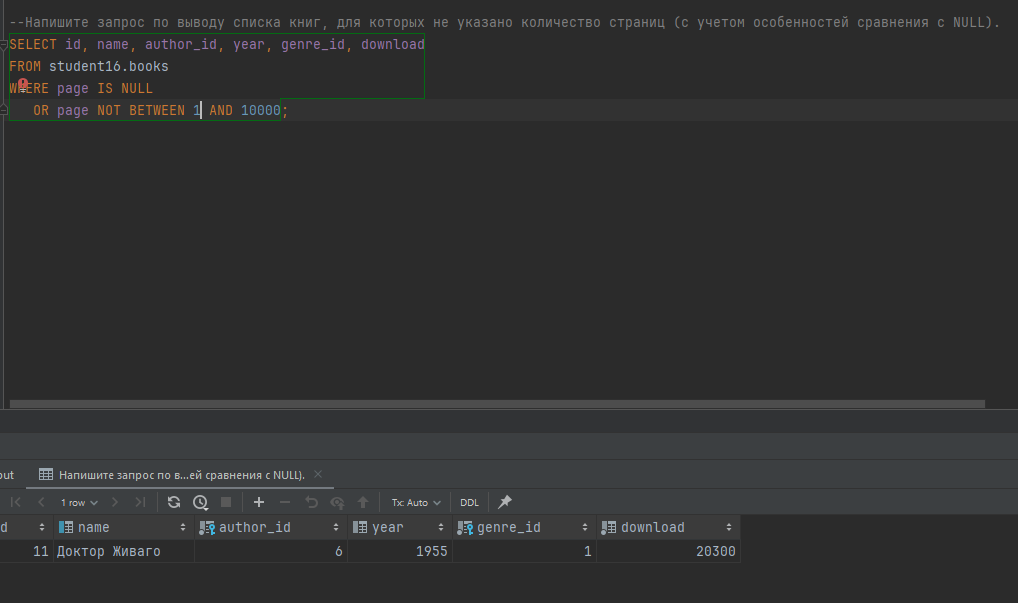 --Напишите запрос по выводу списка книг, для которых не указано количество страниц (с учетом особенностей сравнения с NULL).
SELECT id, name, author_id, year, genre_id, download
FROM student16.books
WHERE page IS NULL
OR page NOT BETWEEN 1 AND 10000;
out Напишите запрос по в...ей сравнения с NULL).
1 row Tx: Auto DDL
d name author_id year genre_id download
11 Доктор Живаго 6 1955 1 20300